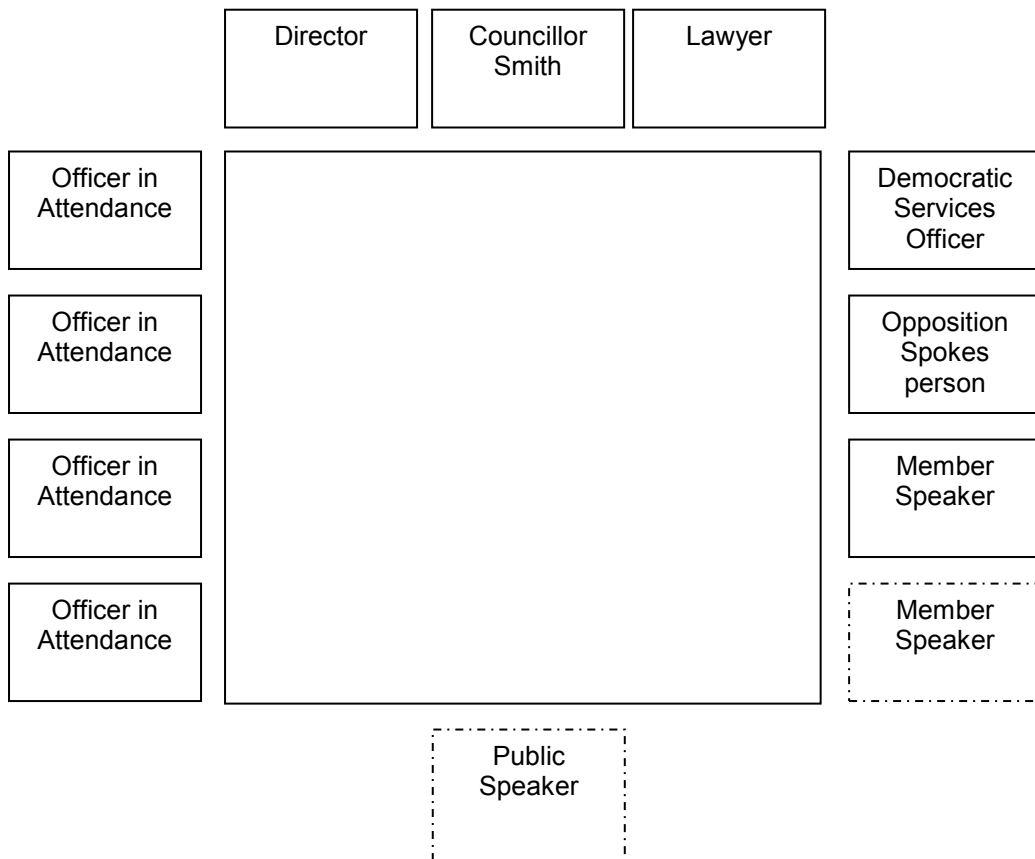 Director
Councillor
Smith
Lawyer
Officer in
Attendance
Democratic
Services
Officer
Officer in
Attendance
Opposition
Spokes
person
Officer in
Attendance
Member
Speaker
Officer in
Attendance
Member
Speaker
Public
Speaker